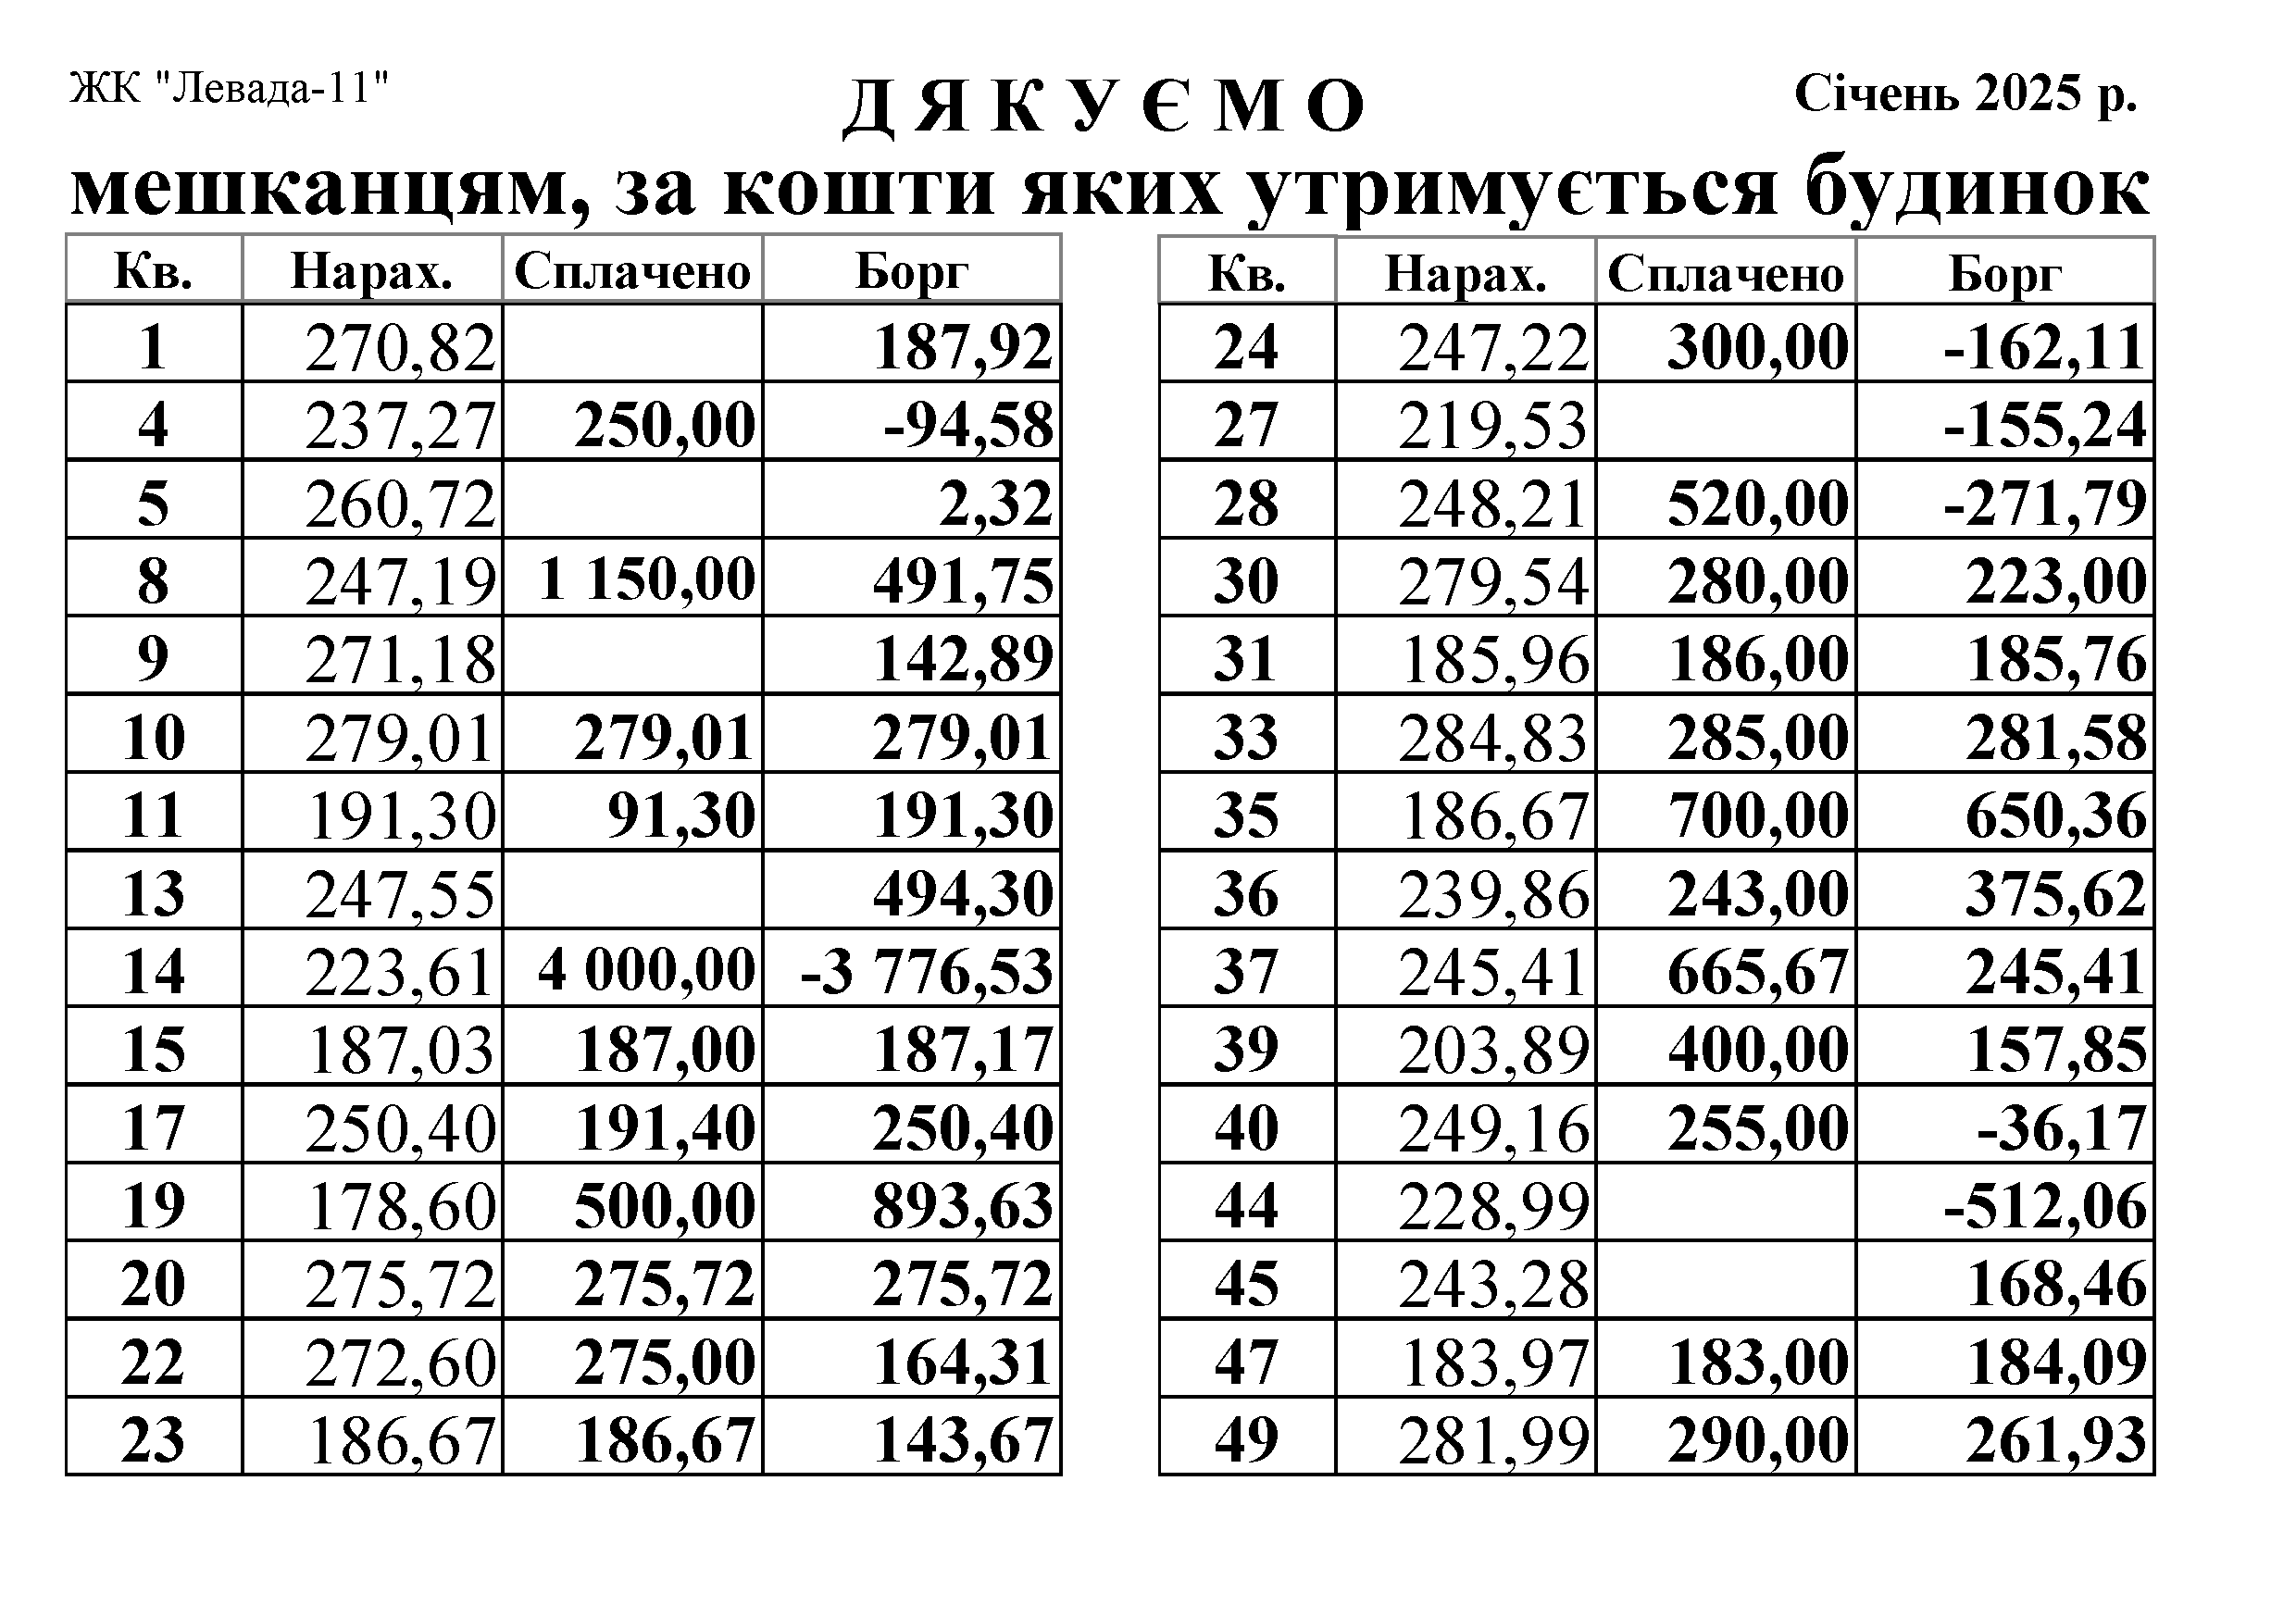 ЖК "Левада-11"
Д Я К У Є М О
Січень 2025 р.
мешканцям, за кошти яких утримується будинок
Кв. Нарах. Сплачено Борг
1 270,82 187,92
4 237,27 250,00 -94,58
5 260,72 2,32
8 247,19 1 150,00 491,75
9 271,18 142,89
10 279,01 279,01 279,01
11 191,30 91,30 191,30
13 247,55 494,30
14 223,61 4 000,00 -3 776,53
15 187,03 187,00 187,17
17 250,40 191,40 250,40
19 178,60 500,00 893,63
20 275,72 275,72 275,72
22 272,60 275,00 164,31
23 186,67 186,67 143,67
Кв. Нарах. Сплачено Борг
24 247,22 300,00 -162,11
27 219,53 -155,24
28 248,21 520,00 -271,79
30 279,54 280,00 223,00
31 185,96 186,00 185,76
33 284,83 285,00 281,58
35 186,67 700,00 650,36
36 239,86 243,00 375,62
37 245,41 665,67 245,41
39 203,89 400,00 157,85
40 249,16 255,00 -36,17
44 228,99 -512,06
45 243,28 168,46
47 183,97 183,00 184,09
49 281,99 290,00 261,93